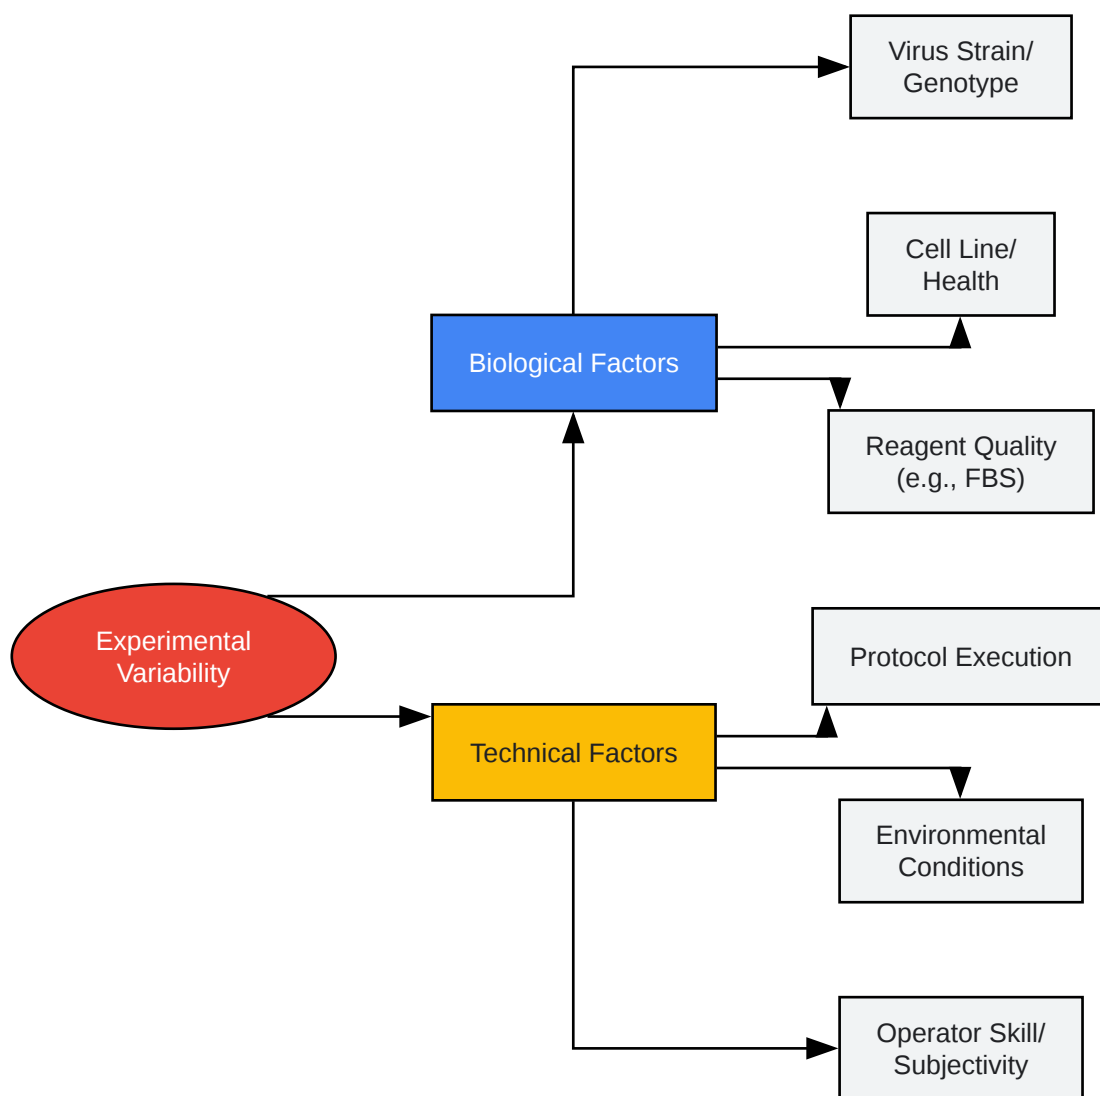 Virus Strain/
Genotype
Cell Line/
Health
Biological Factors
Reagent Quality
(e.g., FBS)
Experimental
Variability
Protocol Execution
Technical Factors
Environmental
Conditions
Operator Skill/
Subjectivity